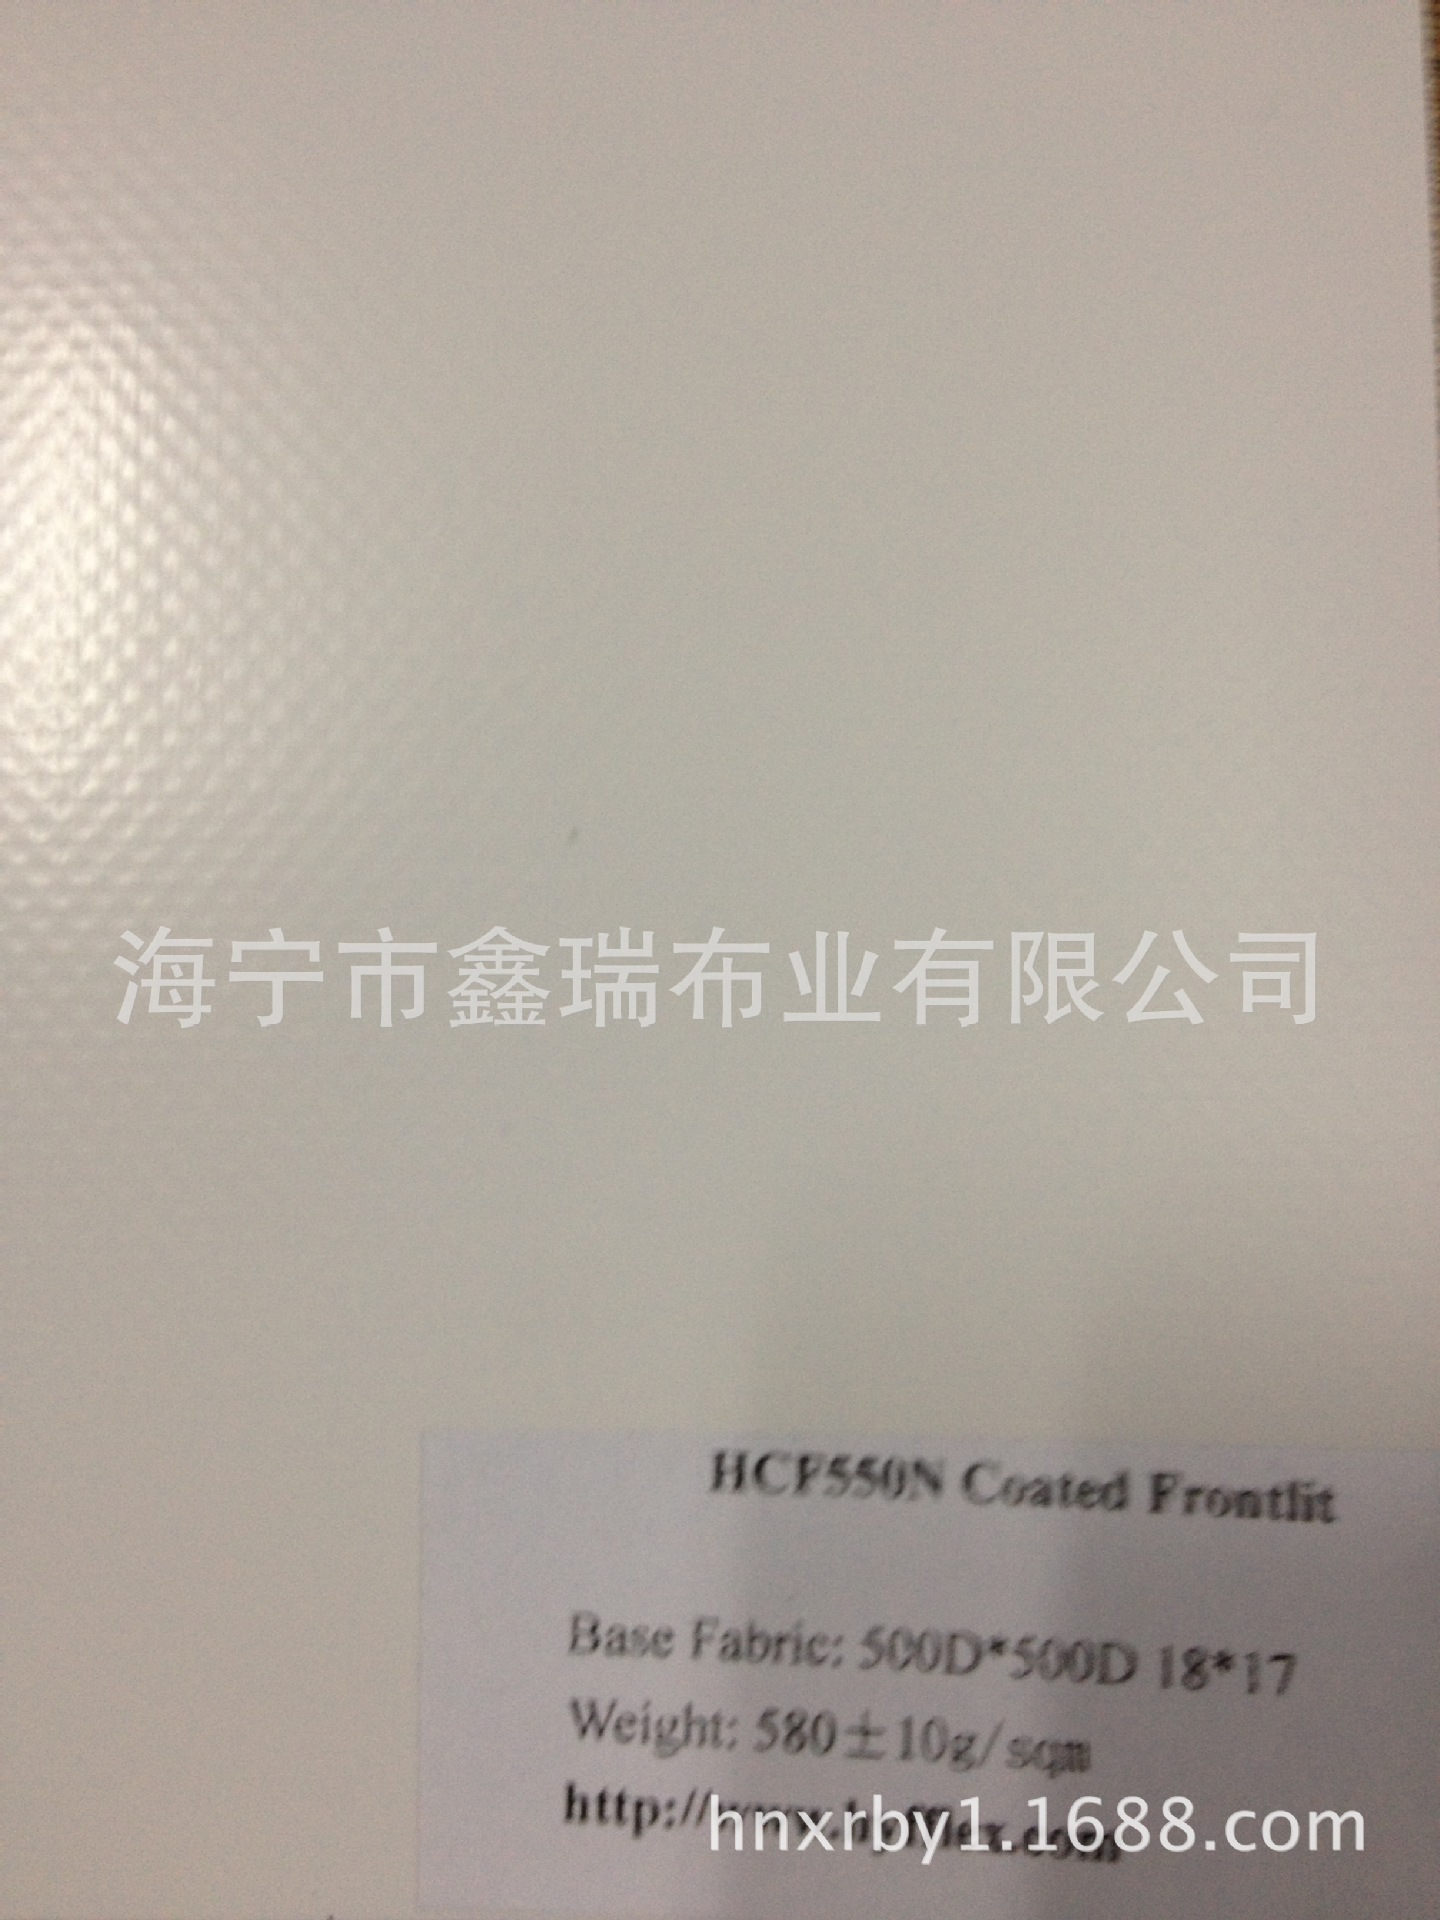 海宁市鑫瑞布业有限公司
HCF550N Coated Frontlit
Base Fabric: 500D*500D 18*17
Weight: 580±10g/sqm
http://www.
hnxrby1.1688.com